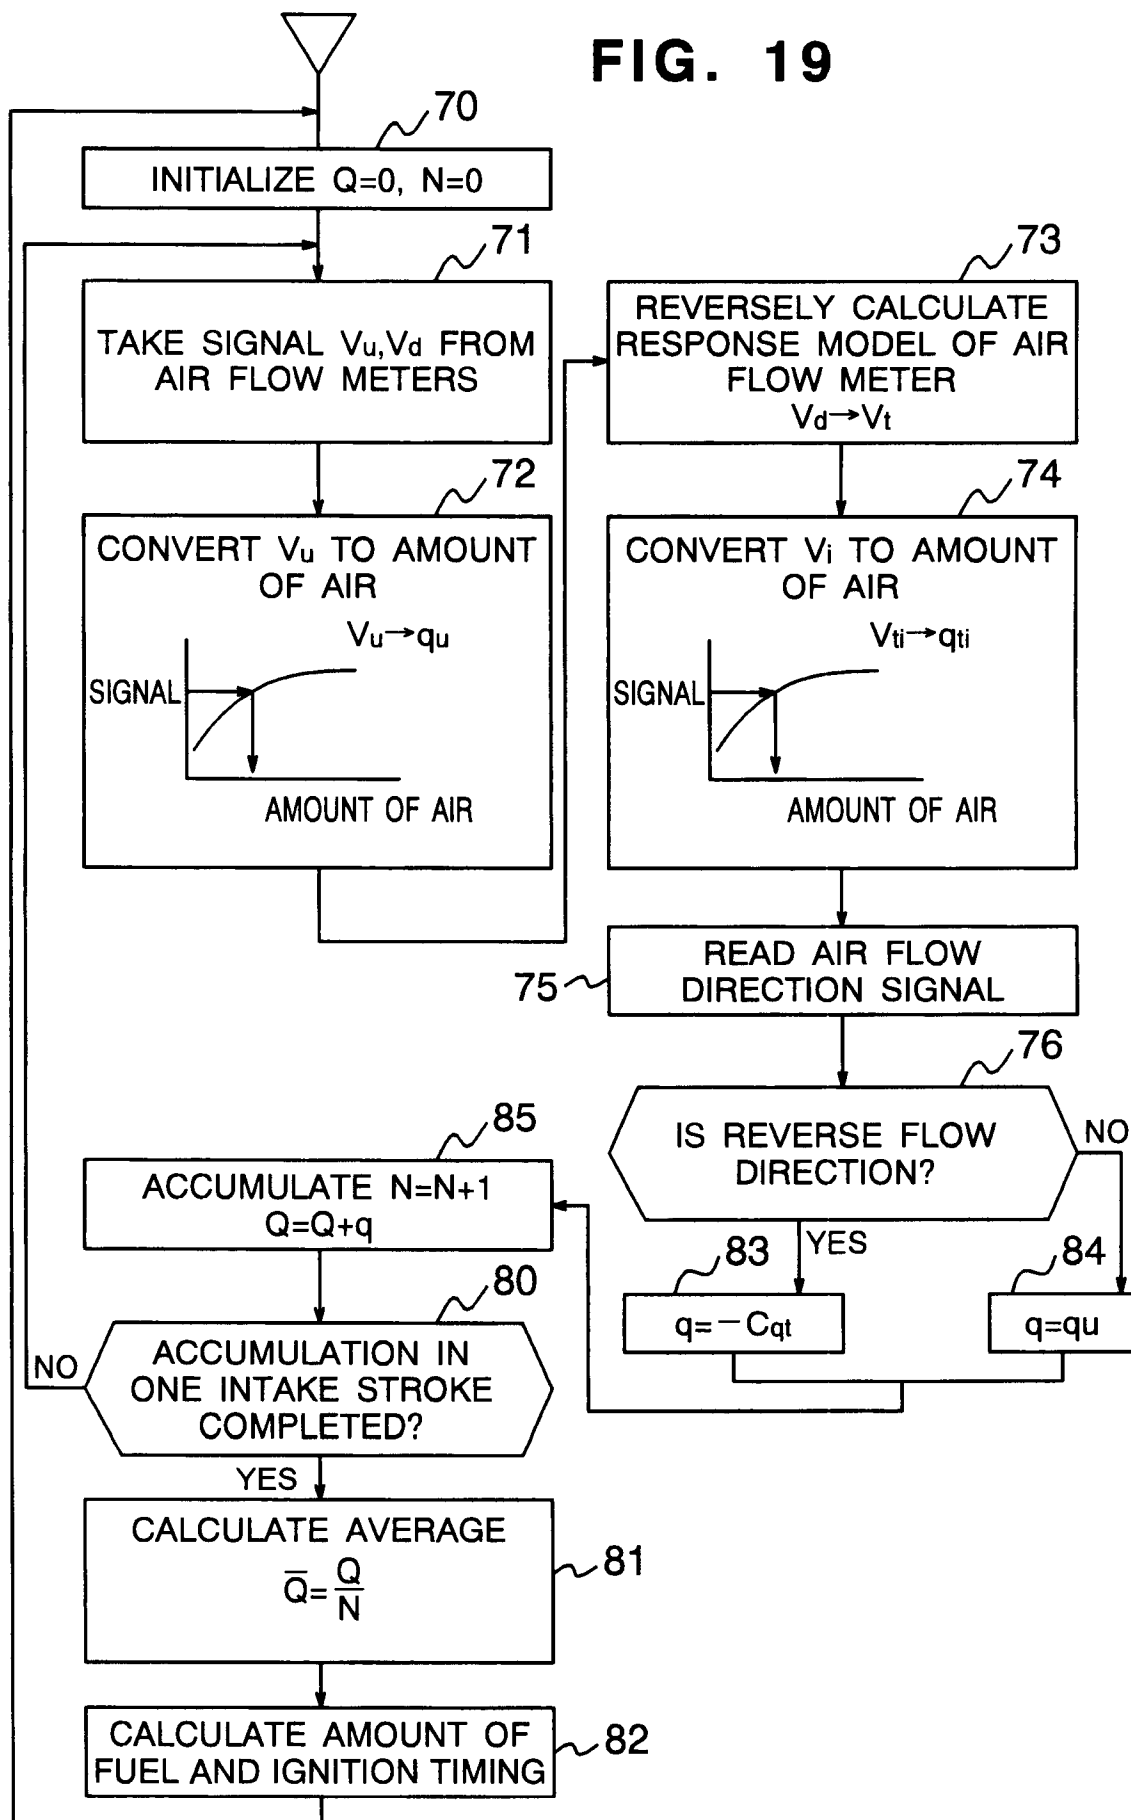 FIG. 19
70
INITIALIZE Q=0, N=0
71
TAKE SIGNAL Vu,Vd FROM
AIR FLOW METERS
72
CONVERT Vu TO AMOUNT
OF AIR
Vu→qu
SIGNAL
AMOUNT OF AIR
73
REVERSELY CALCULATE
RESPONSE MODEL OF AIR
FLOW METER
Vd→Vt
74
CONVERT Vi TO AMOUNT
OF AIR
Vti→qti
SIGNAL
AMOUNT OF AIR
75
READ AIR FLOW
DIRECTION SIGNAL
76
IS REVERSE FLOW
DIRECTION?
NO
YES
83
q=-Cqt
84
q=qu
85
ACCUMULATE N=N+1
Q=Q+q
80
ACCUMULATION IN
ONE INTAKE STROKE
COMPLETED?
NO
YES
CALCULATE AVERAGE
Q̅=Q/N
81
CALCULATE AMOUNT OF
FUEL AND IGNITION TIMING
82